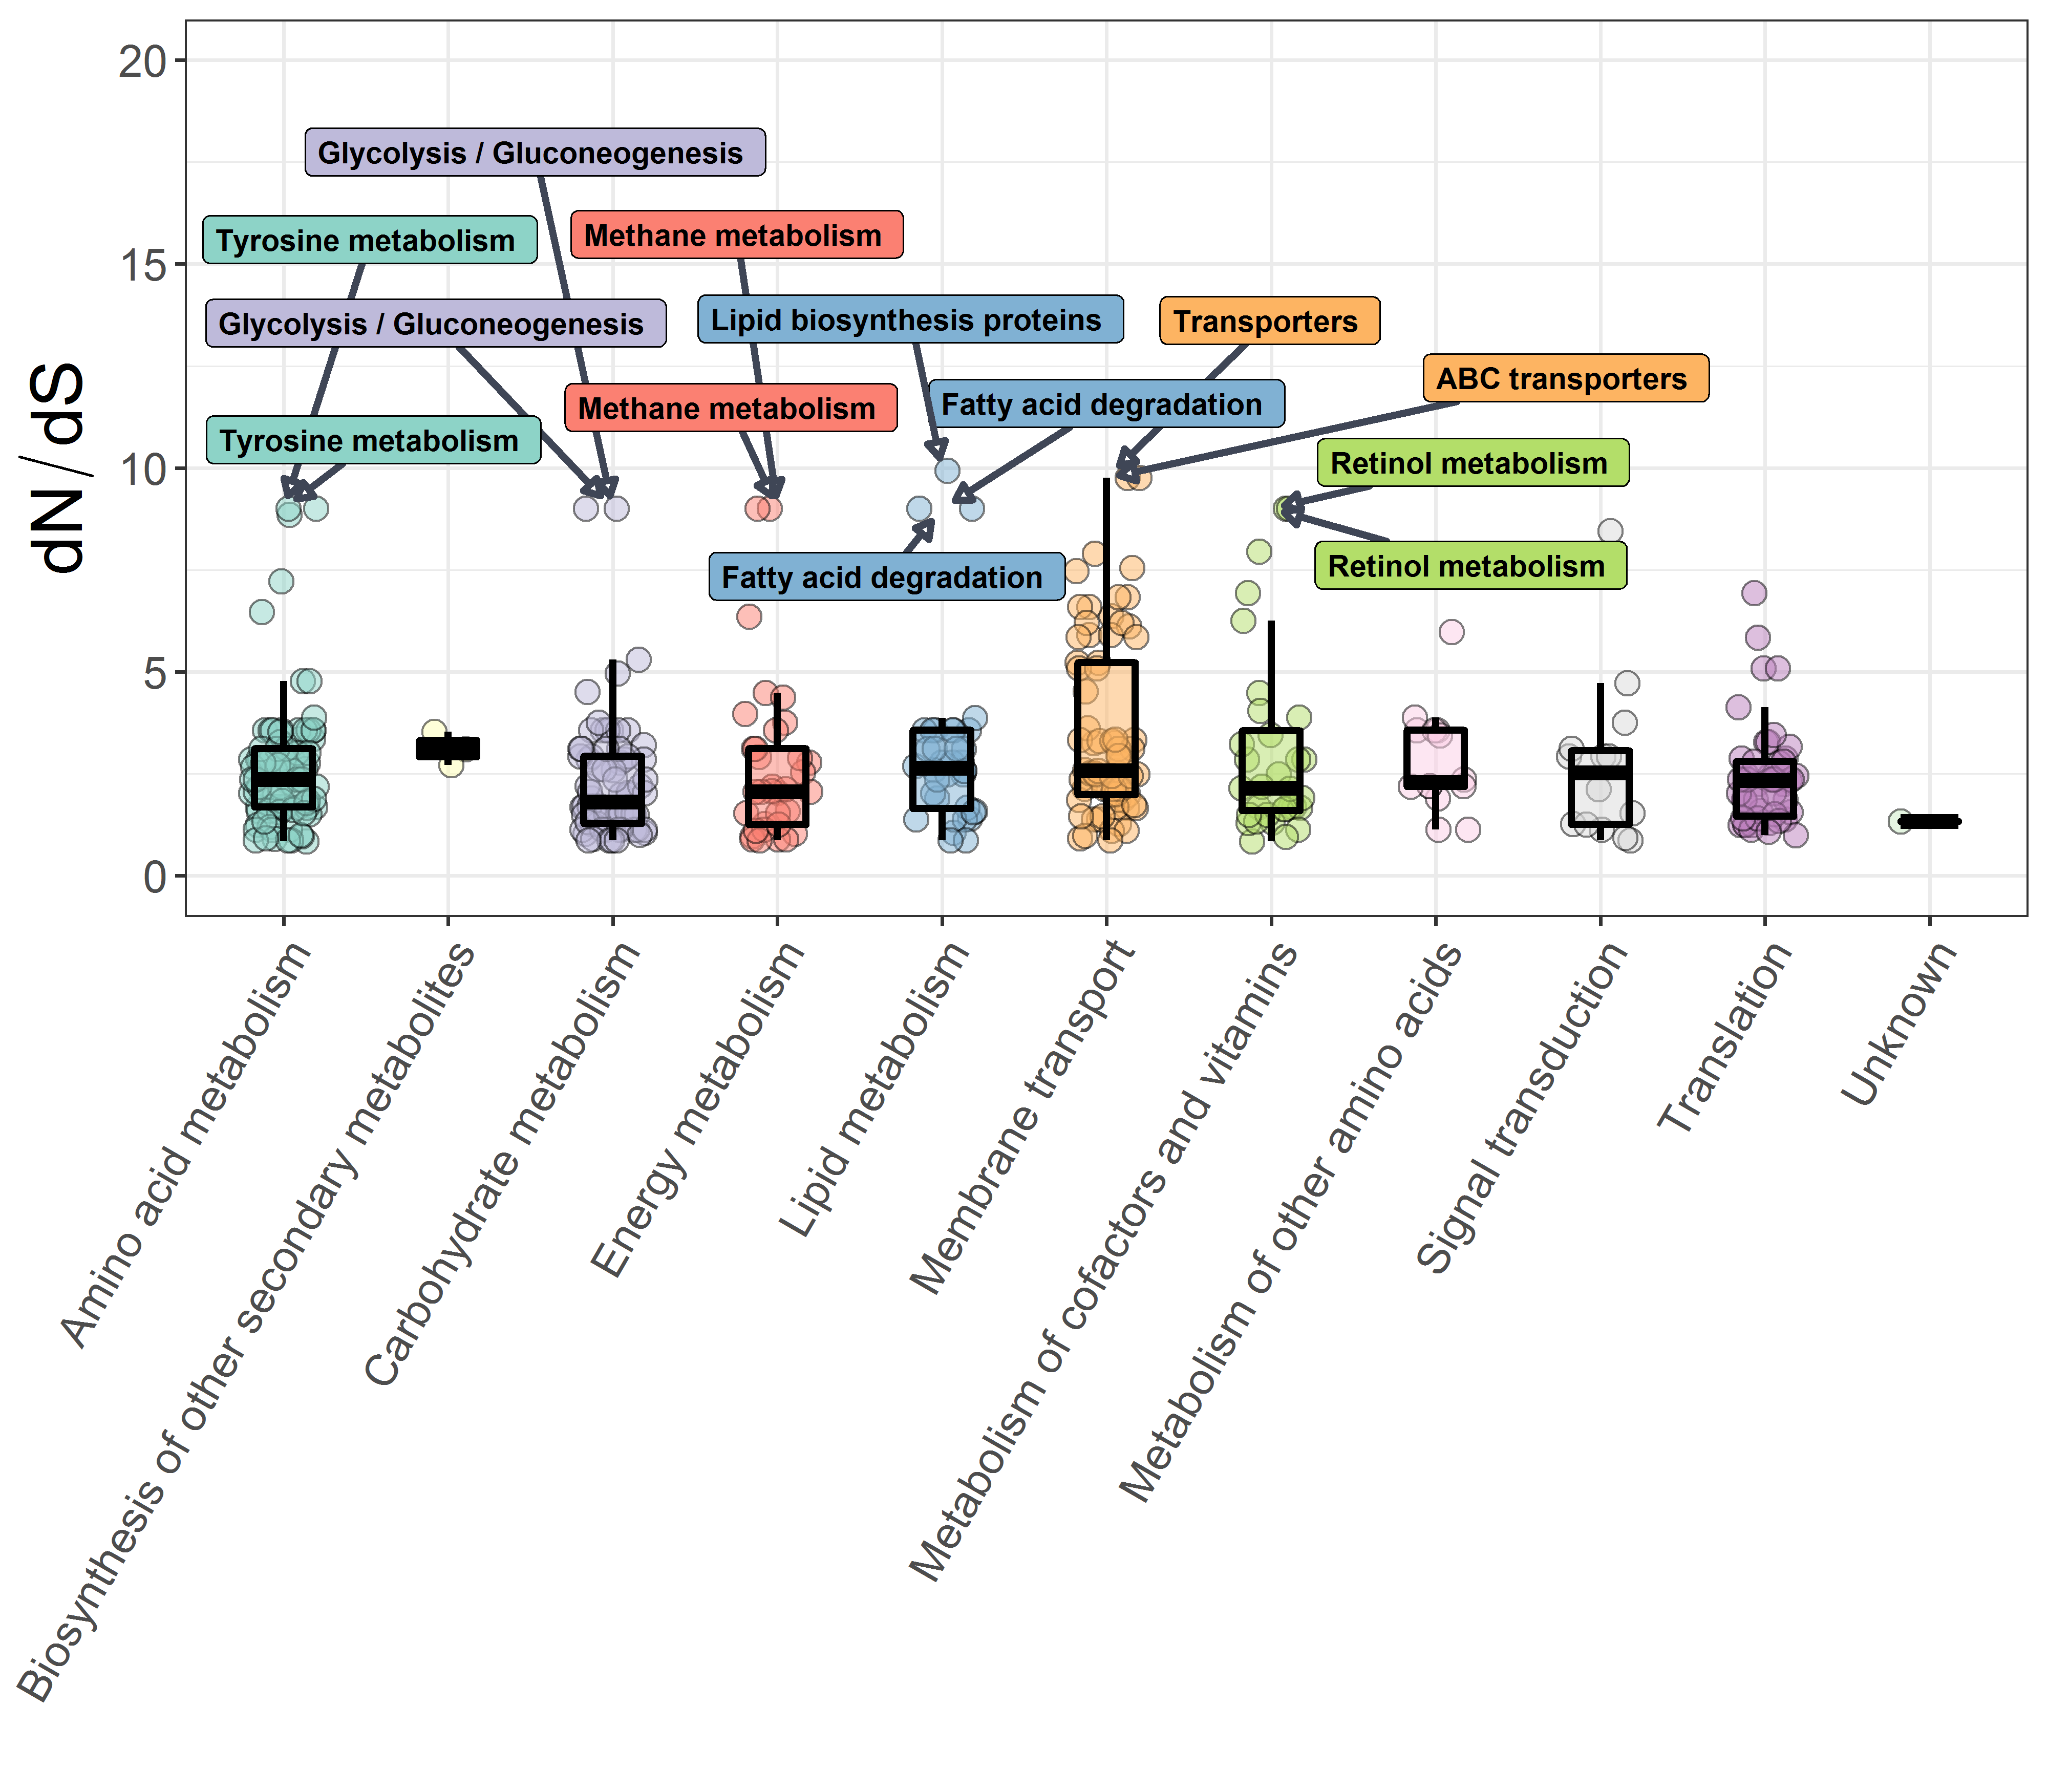 dN / dS
20
15
10
5
0
Glycolysis / Gluconeogenesis
Tyrosine metabolism
Methane metabolism
Glycolysis / Gluconeogenesis
Lipid biosynthesis proteins
Transporters
ABC transporters
Methane metabolism
Fatty acid degradation
Tyrosine metabolism
Retinol metabolism
Fatty acid degradation
Retinol metabolism
Amino acid metabolism
Biosynthesis of other secondary metabolites
Carbohydrate metabolism
Energy metabolism
Lipid metabolism
Membrane transport
Metabolism of cofactors and vitamins
Metabolism of other amino acids
Signal transduction
Translation
Unknown